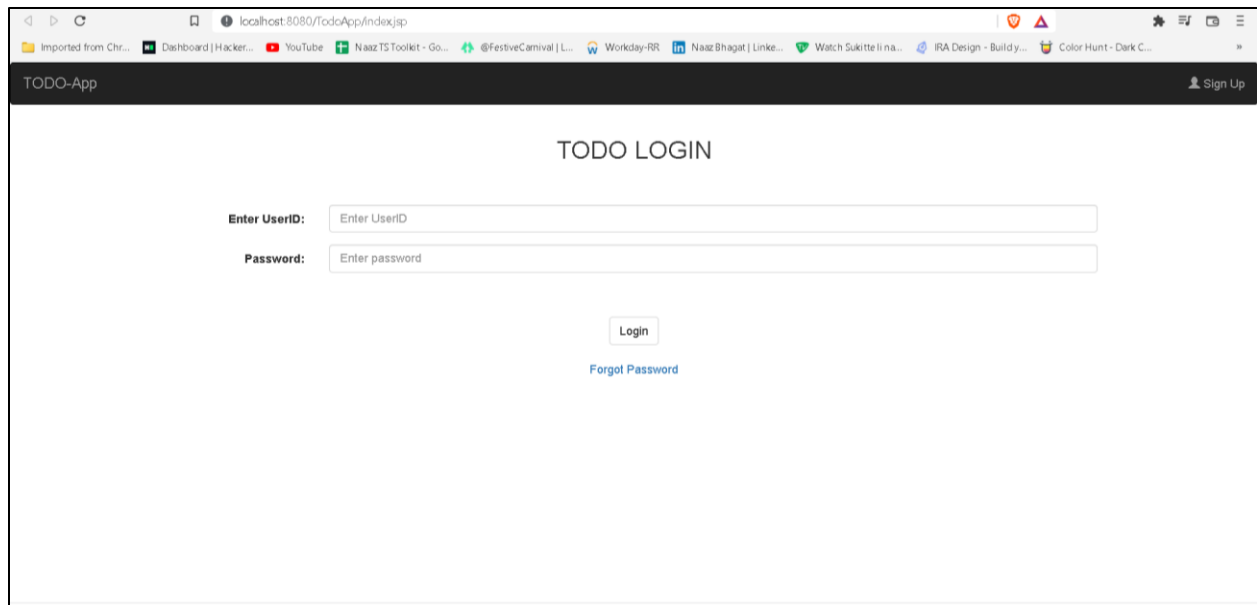 localhost:8080/TodoApp/index.jsp
Imported from Chr... Dashboard | Hacker... YouTube Naaz TS Toolkit - Go... @FestiveCarnival | L... Workday-RR Naaz Bhagat | Linke... Watch Sukitte Ii na... IRA Design - Build y... Color Hunt - Dark C... »
TODO-App Sign Up
TODO LOGIN
Enter UserID: Enter UserID
Password: Enter password
Login
Forgot Password